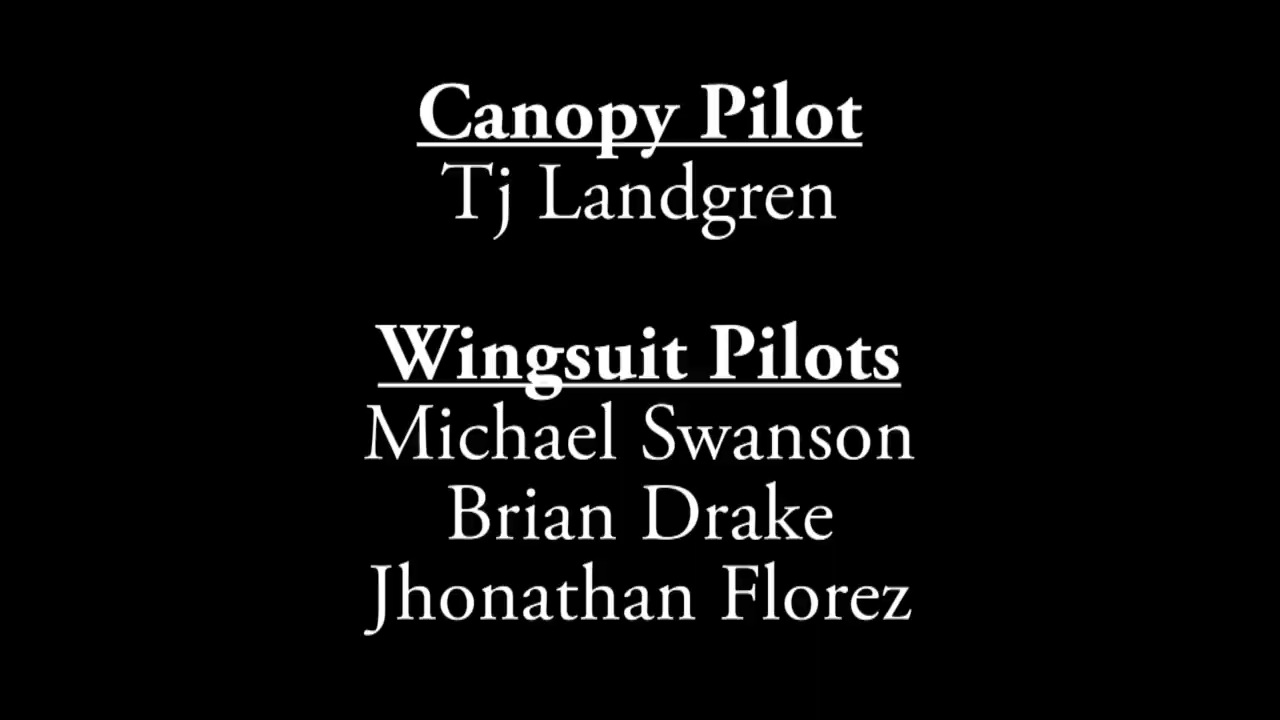 Canopy Pilot
Tj Landgren
Wingsuit Pilots
Michael Swanson
Brian Drake
Jhonathan Florez